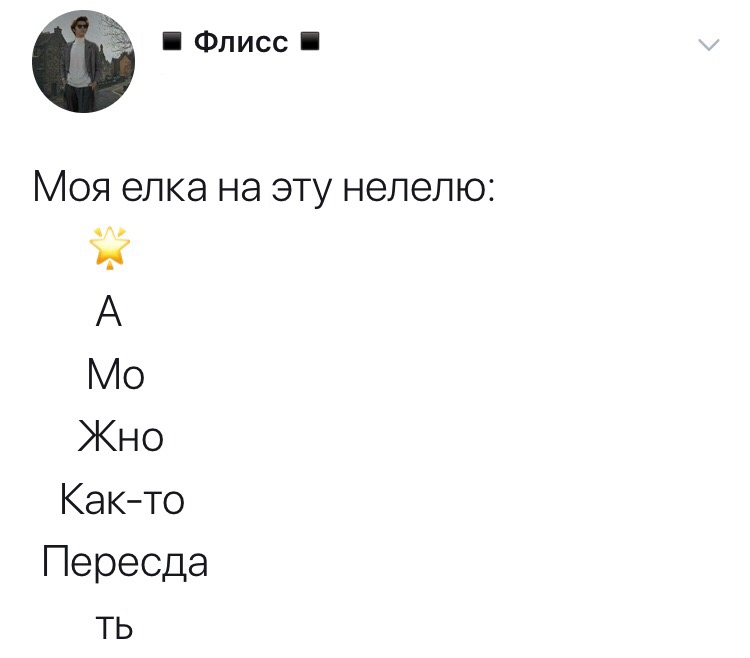 Флисс
Моя елка на эту нелелю:
А
Мо
Жно
Как-то
Пересда
ть